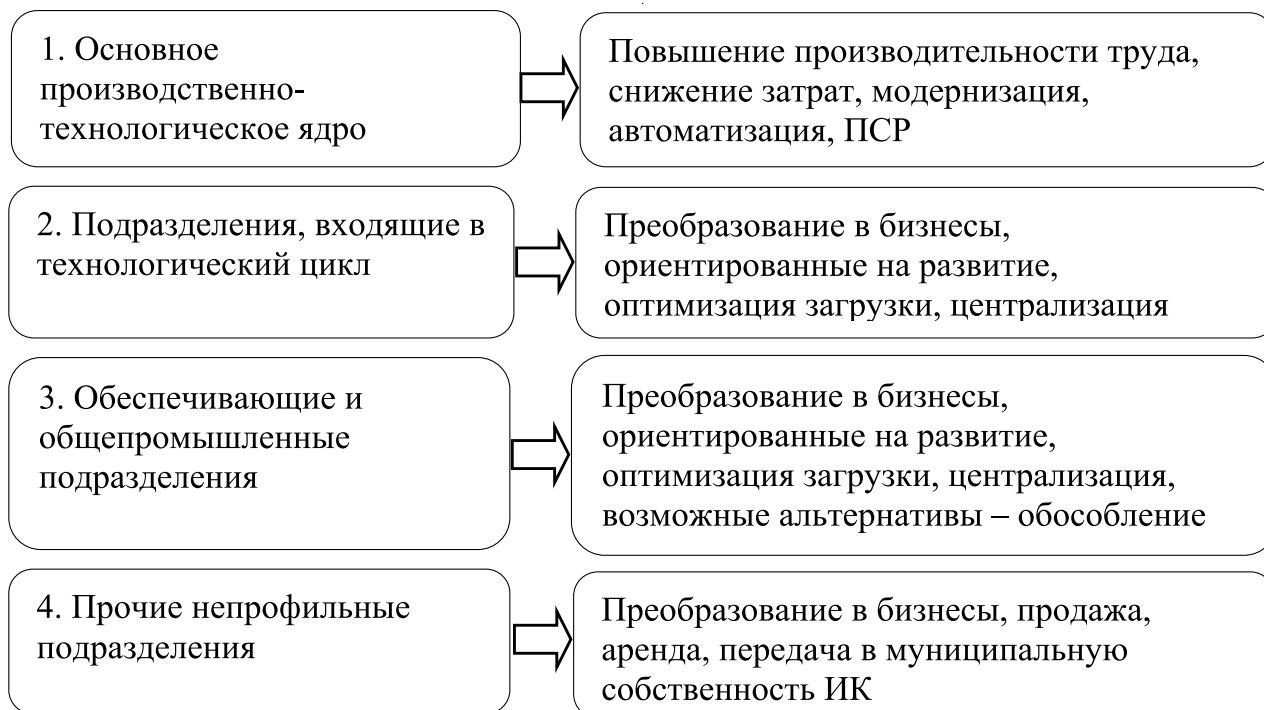 1. Основное
производственно-
технологическое ядро
Повышение производительности труда,
снижение затрат, модернизация,
автоматизация, ПСР
2. Подразделения, входящие в
технологический цикл
Преобразование в бизнесы,
ориентированные на развитие,
оптимизация загрузки, централизация
3. Обеспечивающие и
общепромышленные
подразделения
Преобразование в бизнесы,
ориентированные на развитие,
оптимизация загрузки, централизация,
возможные альтернативы – обособление
4. Прочие непрофильные
подразделения
Преобразование в бизнесы, продажа,
аренда, передача в муниципальную
собственность ИК